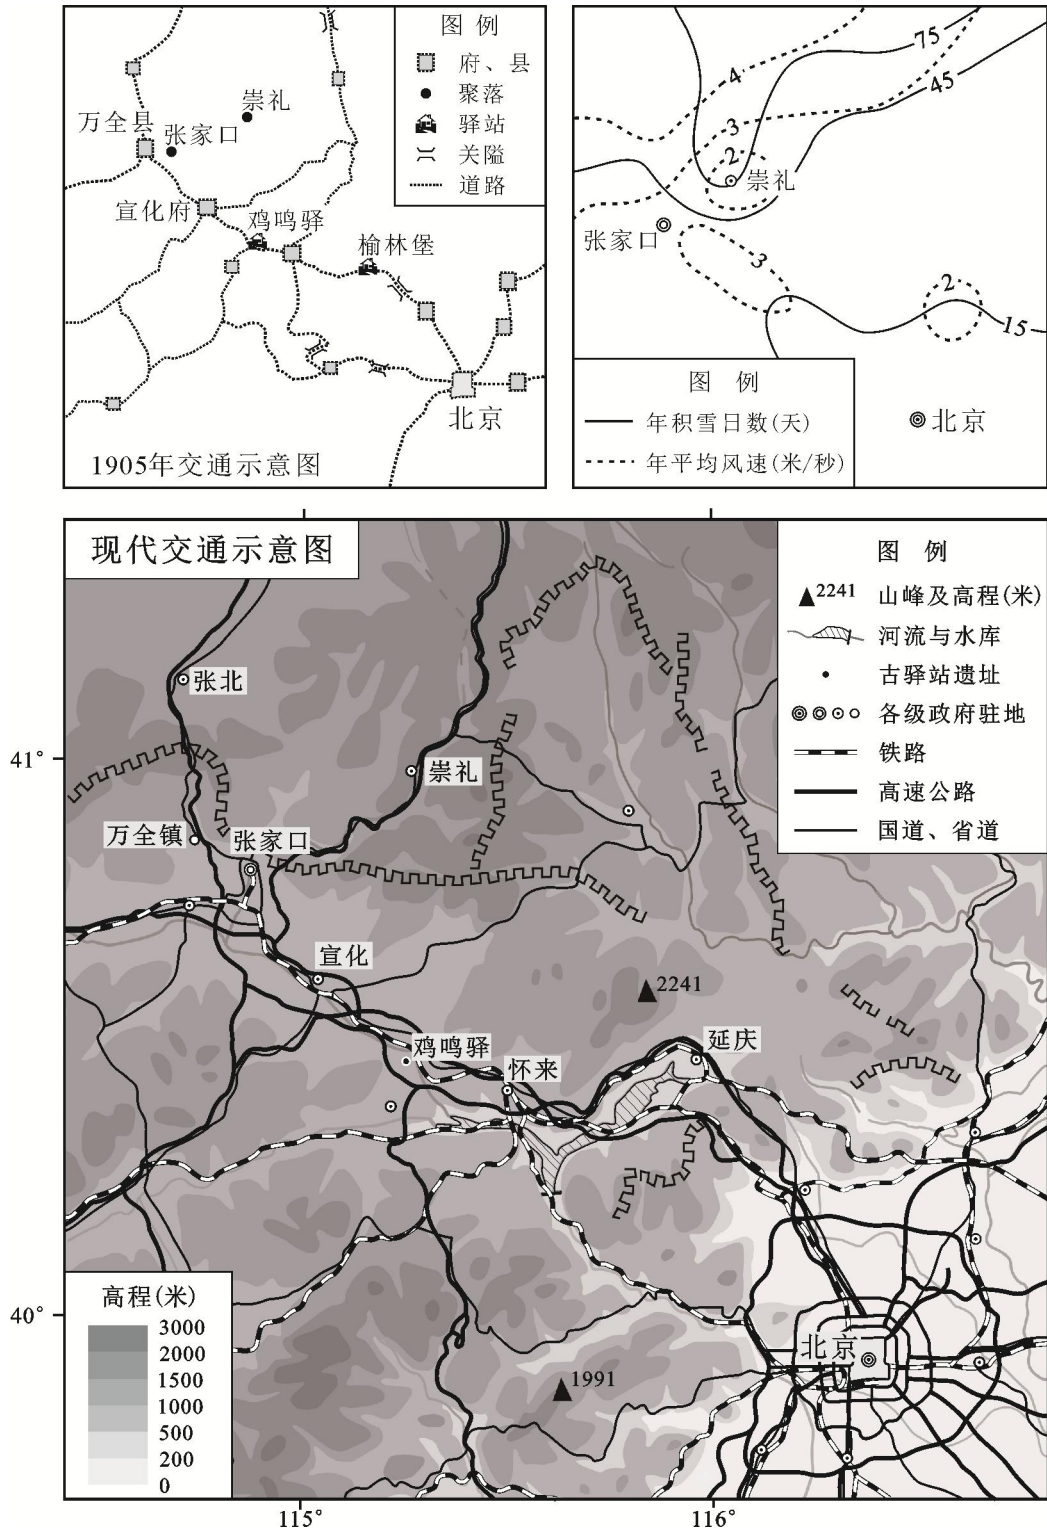 图例
府、县
聚落
驿站
关隘
道路
崇礼
万全县
张家口
宣化府
鸡鸣驿
榆林堡
北京
1905年交通示意图
75
4
45
3
2
崇礼
张家口
3
2
15
图例
年积雪日数(天)
年平均风速(米/秒)
北京
现代交通示意图
图例
2241
山峰及高程(米)
河流与水库
古驿站遗址
各级政府驻地
铁路
高速公路
国道、省道
张北
41°
崇礼
万全镇
张家口
宣化
2241
鸡鸣驿
延庆
怀来
高程(米)
3000
2000
1500
1000
500
200
0
40°
北京
1991
115°
116°